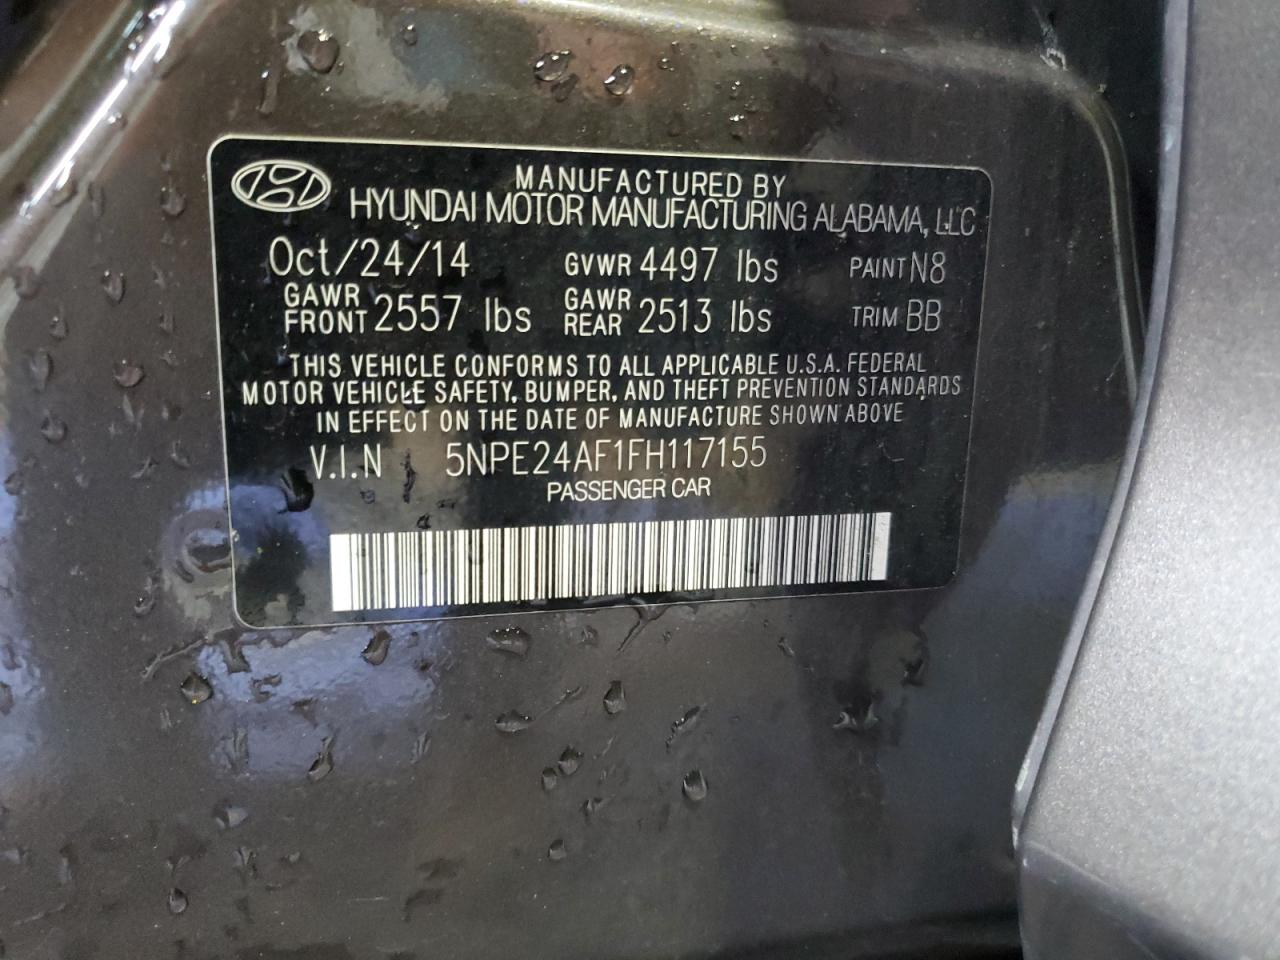 MANUFACTURED BY
HYUNDAI MOTOR MANUFACTURING ALABAMA, LLC
Oct/24/14 GVWR 4497 lbs PAINT N8
GAWR FRONT 2557 lbs GAWR REAR 2513 lbs TRIM BB
THIS VEHICLE CONFORMS TO ALL APPLICABLE U.S.A. FEDERAL
MOTOR VEHICLE SAFETY, BUMPER, AND THEFT PREVENTION STANDARDS
IN EFFECT ON THE DATE OF MANUFACTURE SHOWN ABOVE
V.I.N 5NPE24AF1FH117155
PASSENGER CAR